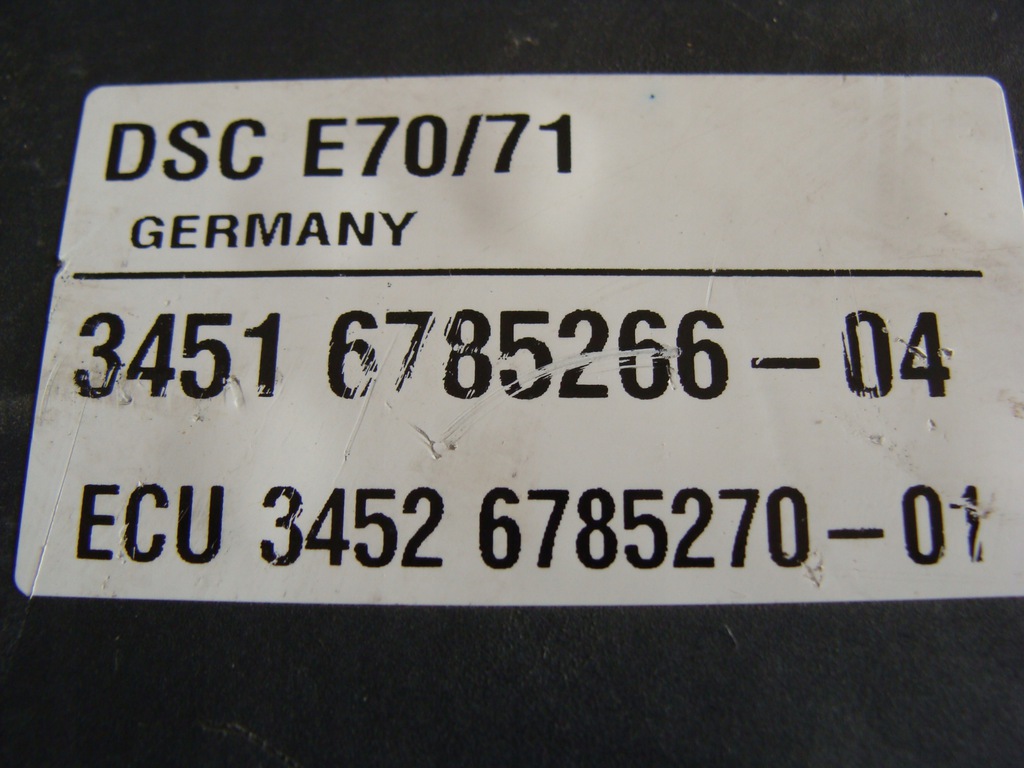 DSC E70/71
GERMANY
3451 6785266-04
ECU 3452 6785270-01